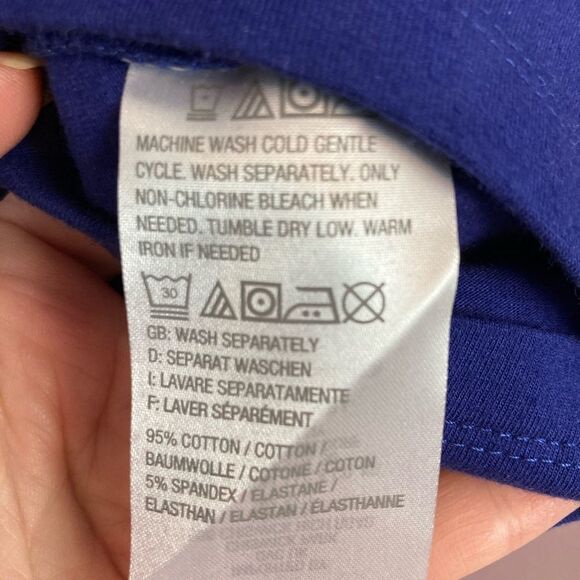 MACHINE WASH COLD GENTLE
CYCLE. WASH SEPARATELY. ONLY
NON-CHLORINE BLEACH WHEN
NEEDED. TUMBLE DRY LOW. WARM
IRON IF NEEDED
30
GB: WASH SEPARATELY
D: SEPARAT WASCHEN
I: LAVARE SEPARATAMENTE
F: LAVER SÉPARÉMENT
95% COTTON / COTTON /
BAUMWOLLE / COTONE / COTON
5% SPANDEX / ELASTANE /
ELASTHAN / ELASTAN / ÉLASTHANNE